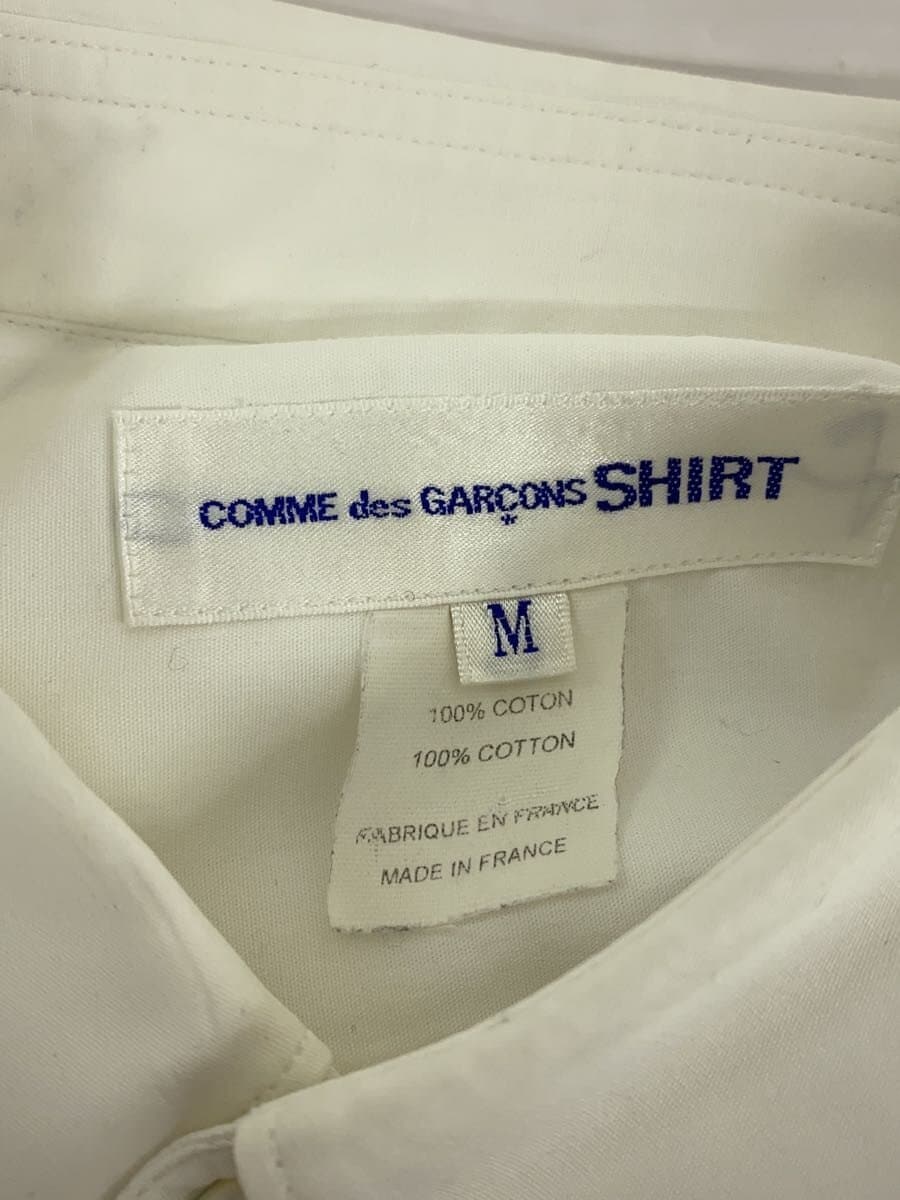 COMME des GARÇONS SHIRT
*
M
100% COTON
100% COTTON
FABRIQUE EN FRANCE
MADE IN FRANCE